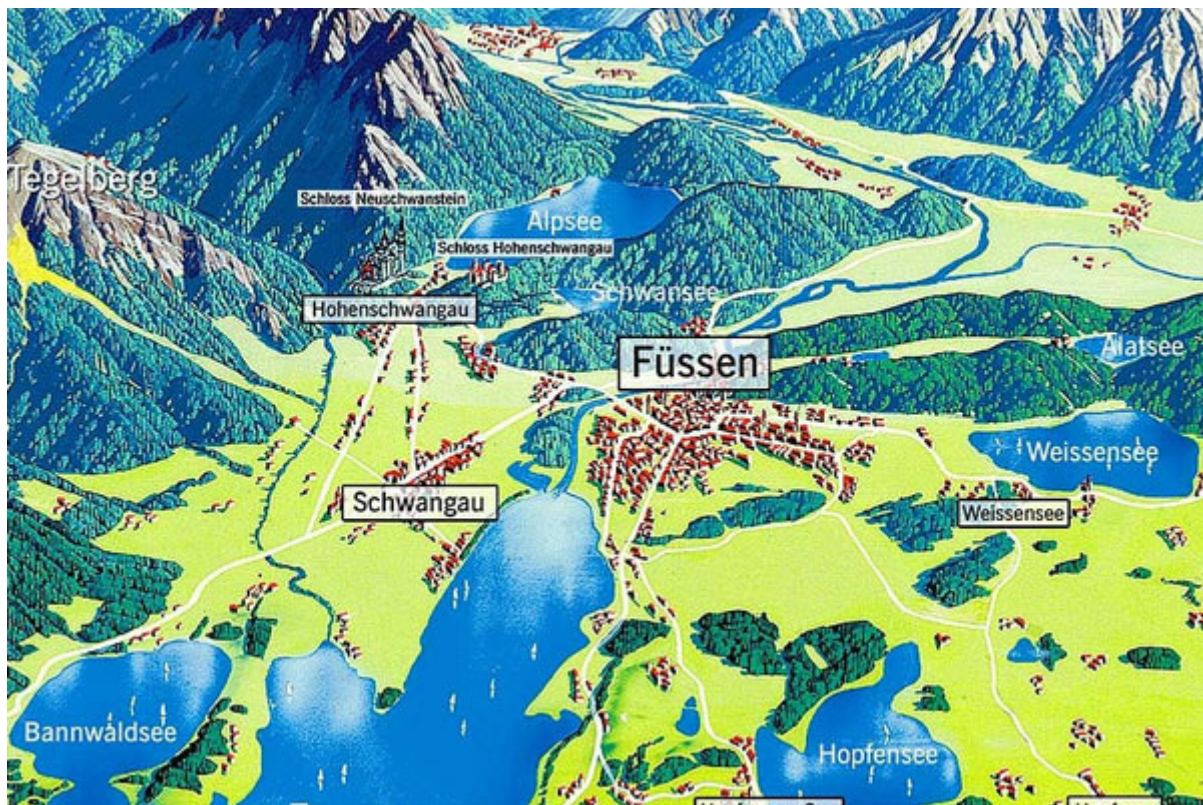 Tegelberg
Schloss Neuschwanstein
Alpsee
Schloss Hohenschwangau
Schwansee
Hohenschwangau
Füssen
Alatsee
Weissensee
Schwangau
Weissensee
Bannwaldsee
Hopfensee